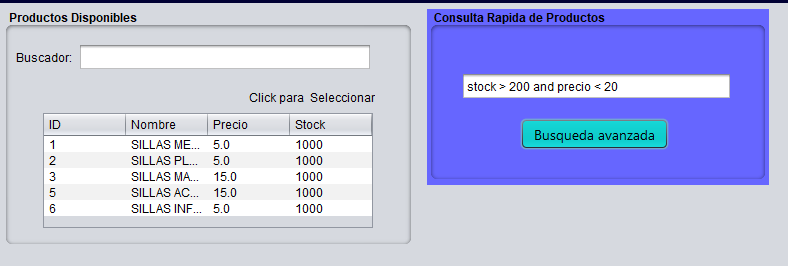 Productos Disponibles
Buscador:
Click para Seleccionar
ID Nombre Precio Stock
1 SILLAS ME... 5.0 1000
2 SILLAS PL... 5.0 1000
3 SILLAS MA... 15.0 1000
5 SILLAS AC... 15.0 1000
6 SILLAS INF... 5.0 1000
Consulta Rapida de Productos
stock > 200 and precio < 20
Busqueda avanzada